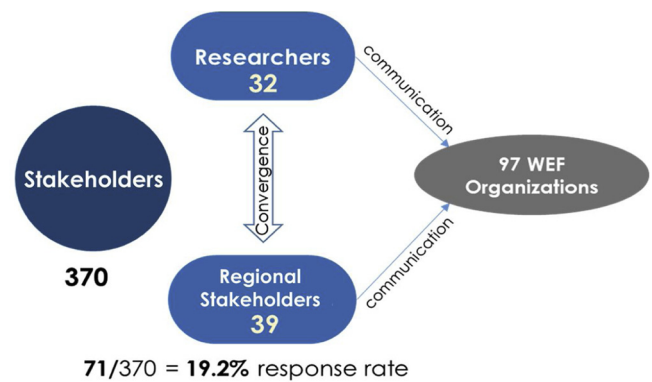 Researchers
32
communication
Stakeholders
370
Convergence
97 WEF
Organizations
Regional
Stakeholders
39
communication
71/370 = 19.2% response rate